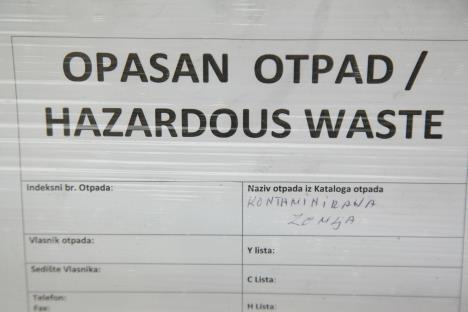 OPASAN OTPAD /
HAZARDOUS WASTE
Indeksni br. Otpada:
Naziv otpada iz Kataloga otpada
KONTAMINIRANA
ZEMLJA
Vlasnik otpada:
Y lista:
Sedište Vlasnika:
C Lista:
Telefon:
Fax:
H Lista: